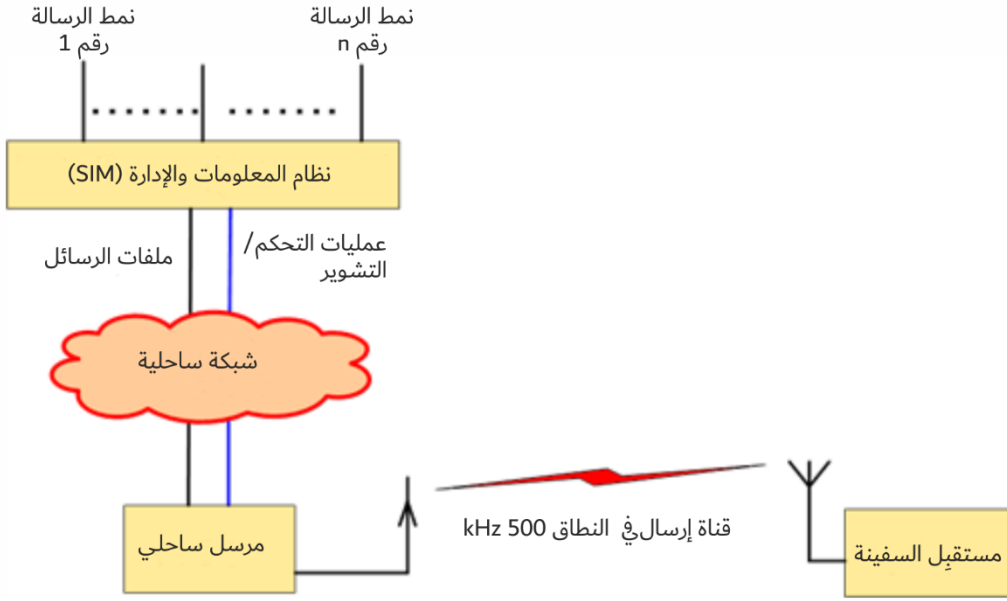 نمط الرسالة
رقم 1
نمط الرسالة
رقم n
نظام المعلومات والإدارة (SIM)
ملفات الرسائل
عمليات التحكم/
التشوير
شبكة ساحلية
مرسل ساحلي
قناة إرسال في النطاق 500 kHz
مستقبِل السفينة